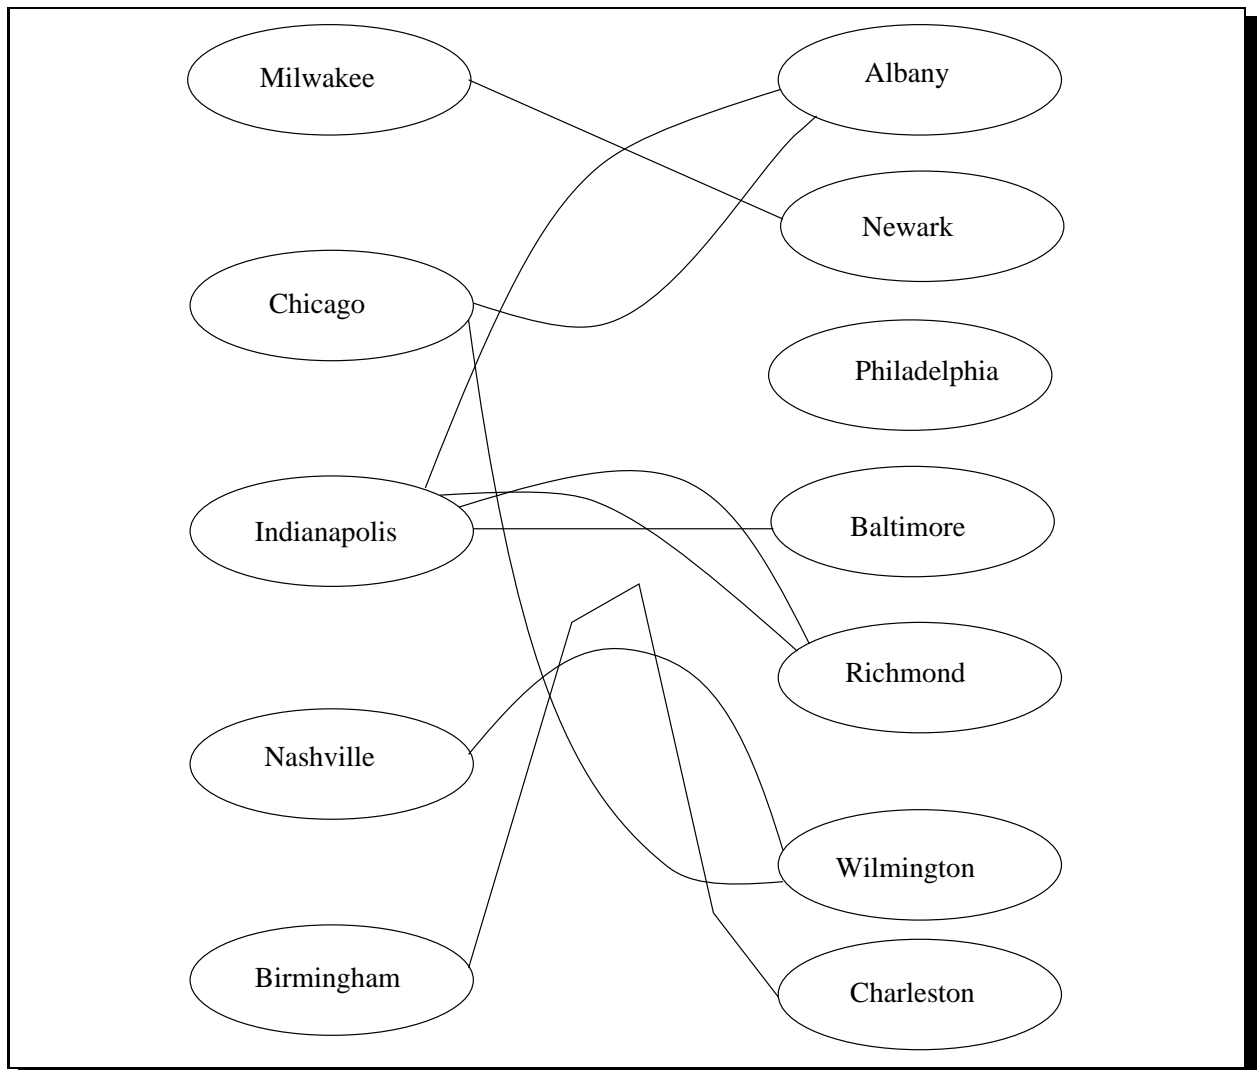 Milwakee
Albany
Newark
Chicago
Philadelphia
Indianapolis
Baltimore
Richmond
Nashville
Wilmington
Birmingham
Charleston